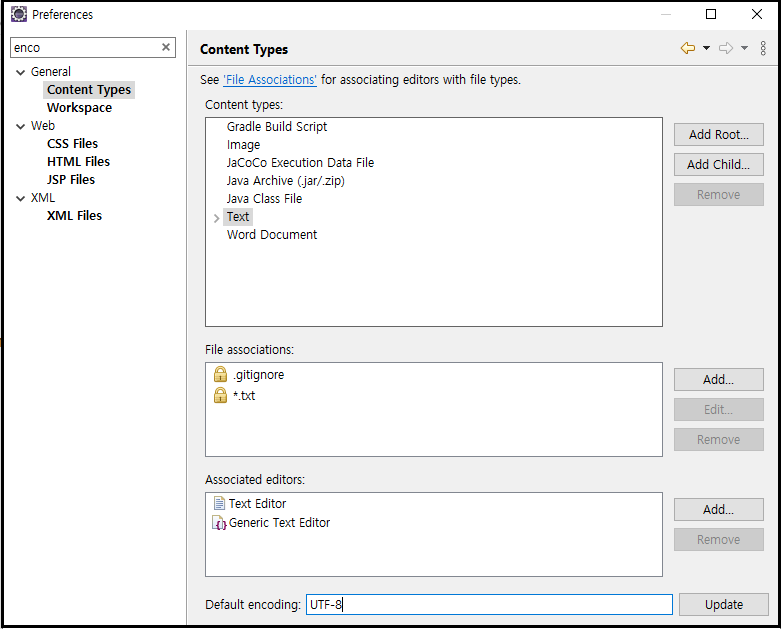 Preferences
enco
General
Content Types
Workspace
Web
CSS Files
HTML Files
JSP Files
XML
XML Files
Content Types
See 'File Associations' for associating editors with file types.
Content types:
Gradle Build Script
Image
JaCoCo Execution Data File
Java Archive (.jar/.zip)
Java Class File
Text
Word Document
Add Root...
Add Child...
Remove
File associations:
.gitignore
*.txt
Add...
Edit...
Remove
Associated editors:
Text Editor
Generic Text Editor
Add...
Remove
Default encoding: UTF-8 Update